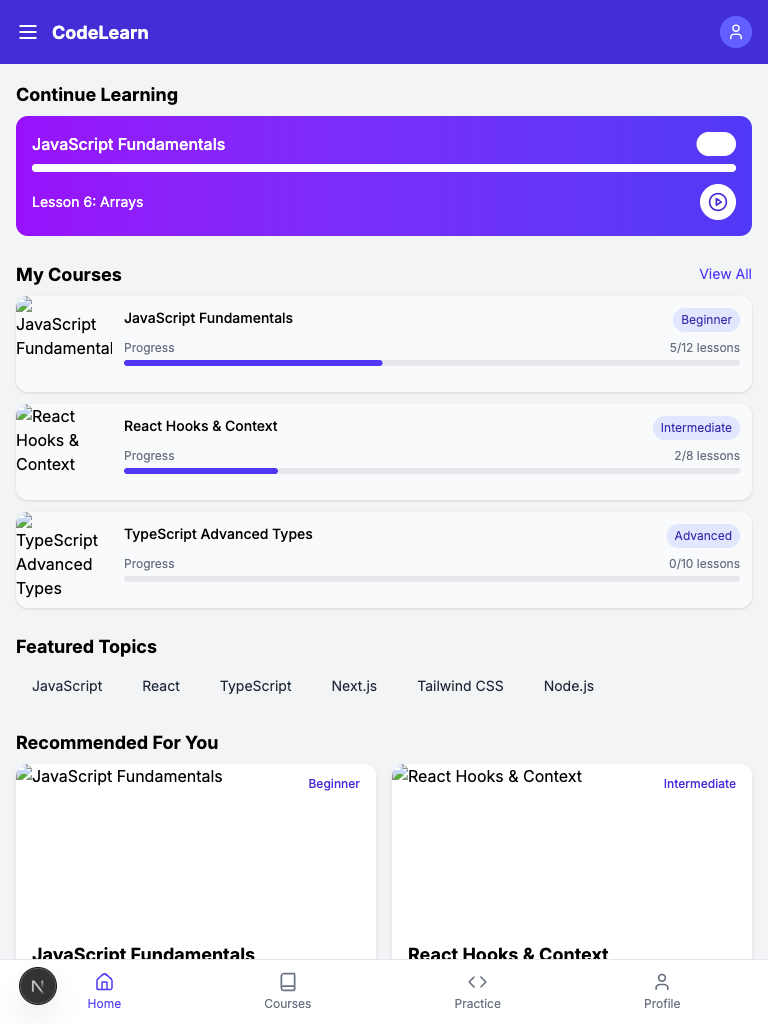 CodeLearn
Continue Learning
JavaScript Fundamentals
Lesson 6: Arrays
My Courses
View All
JavaScript
Fundamental
JavaScript Fundamentals
Beginner
Progress
5/12 lessons
React
Hooks &
Context
React Hooks & Context
Intermediate
Progress
2/8 lessons
TypeScript
Advanced
Types
TypeScript Advanced Types
Advanced
Progress
0/10 lessons
Featured Topics
JavaScript
React
TypeScript
Next.js
Tailwind CSS
Node.js
Recommended For You
JavaScript Fundamentals
Beginner
React Hooks & Context
Intermediate
JavaScript Fundamentals
React Hooks & Context
N
Home
Courses
Practice
Profile